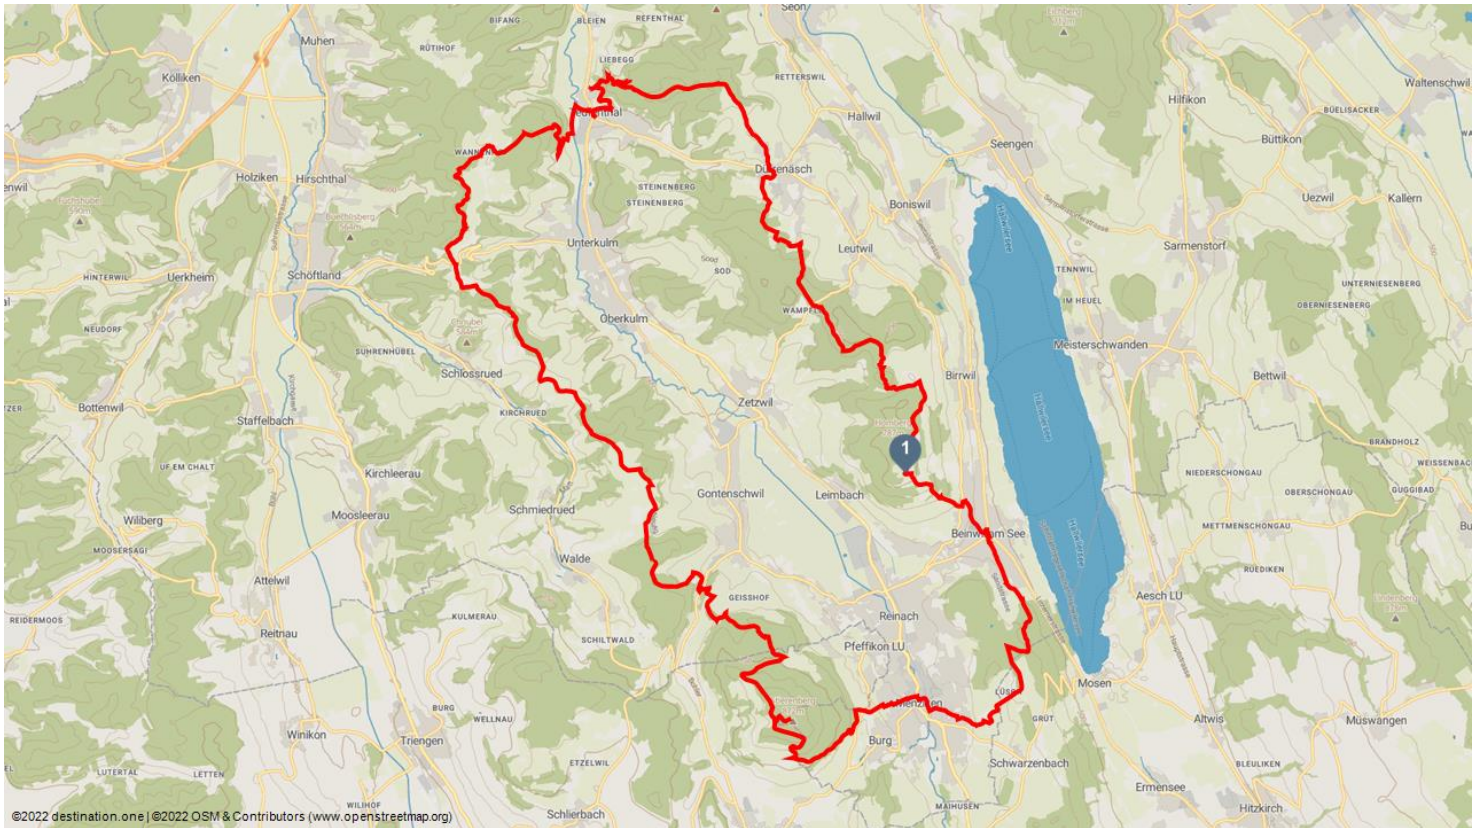 Seon
BIFANG
BLEIEN
REFENTHAL
Muhen
RÜTIHOF
LIEBEGG
Kölliken
RETTERSWIL
Waltenschwil
Hilfikon
BÜELISACKER
Hallwil
Büttikon
Seengen
Holziken
Hirschthal
Dürrenäsch
STEINENBERG
STEINENBERG
Uezwil
Kallern
Boniswil
Unterkulm
Leutwil
Sarmenstorf
HINTERWIL
Uerkheim
Schöftland
SOD
TENNWIL
UNTERNIESENBERG
IM HEUEL
OBERNIESENBERG
NEUDORF
Oberkulm
SUHRENHÜBEL
Meisterschwanden
Schlossrued
Birrwil
Bettwil
Bottenwil
Zetzwil
KIRCHRUED
Staffelbach
Hallwilersee
Hallwilersee
Hallwilersee
BRANDHOLZ
1
UF EM CHALT
Kirchleerau
NIEDERSCHONGAU
WEISSENBAC
Gontenschwil
Leimbach
OBERSCHONGAU
GUGGIBAD
Schmiedrued
Wiliberg
Moosleerau
METTMENSCHONGAU
Beinwil am See
MOOSERSAGI
Walde
RÜEDIKEN
Attelwil
GEISSHOF
Aesch LU
REIDERMOOS
KULMERAU
Reinach
Reitnau
SCHILTWALD
Pfeffikon LU
Mosen
BURG
WELLNAU
GRÜT
Altwis
Müswangen
Winikon
Triengen
Burg
ETZELWIL
Schwarzenbach
BLEULIKEN
LUTERTAL
LETTEN
Ermensee
WILIHOF
MAIHUSEN
Hitzkirch
Schlierbach
©2022 destination.one | ©2022 OSM & Contributors (www.openstreetmap.org)